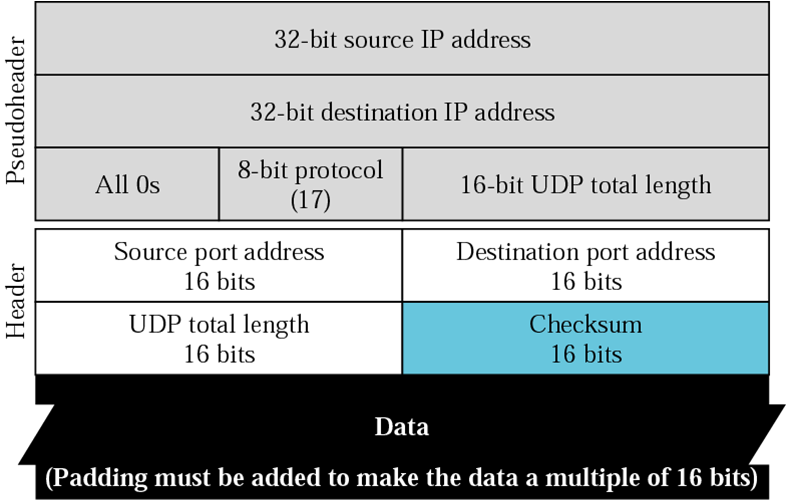 Pseudoheader
32-bit source IP address
32-bit destination IP address
All 0s
8-bit protocol
(17)
16-bit UDP total length
Header
Source port address
16 bits
Destination port address
16 bits
UDP total length
16 bits
Checksum
16 bits
Data
(Padding must be added to make the data a multiple of 16 bits)